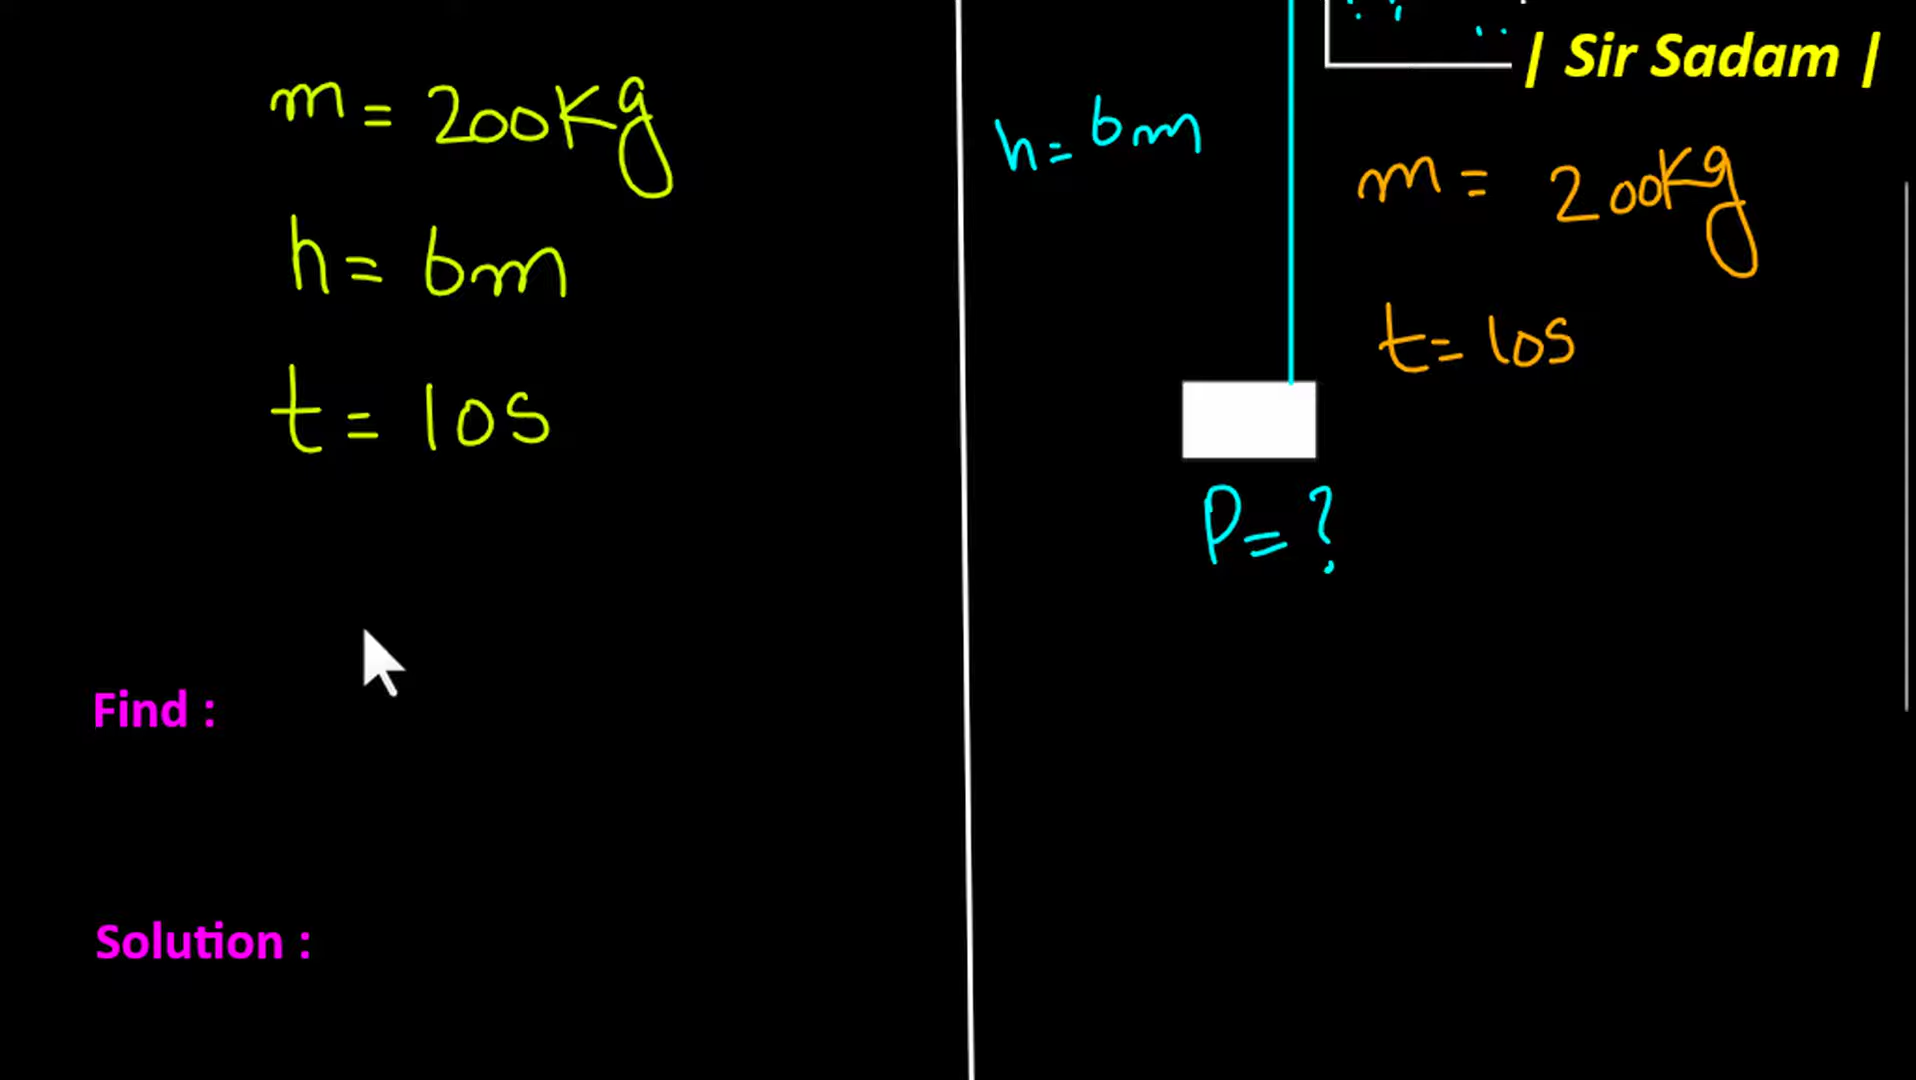 m = 200Kg
h = 6m
t = 10s
Find :
Solution :
| Sir Sadam |
h = 6m
m = 200Kg
t = 10s
P = ?